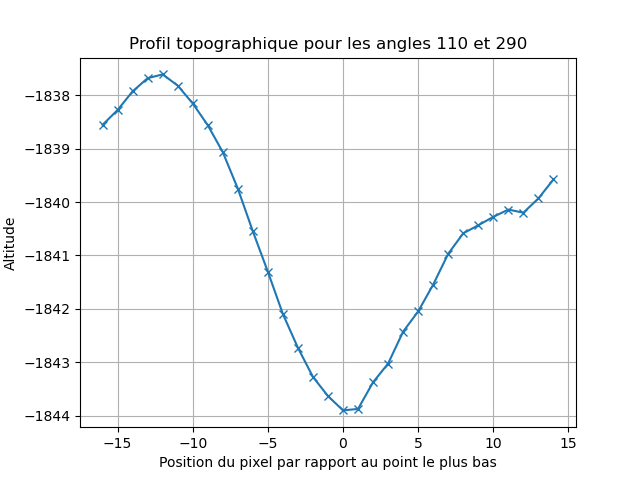 Profil topographique pour les angles 110 et 290
Altitude
−1838
−1839
−1840
−1841
−1842
−1843
−1844
−15 −10 −5 0 5 10 15
Position du pixel par rapport au point le plus bas